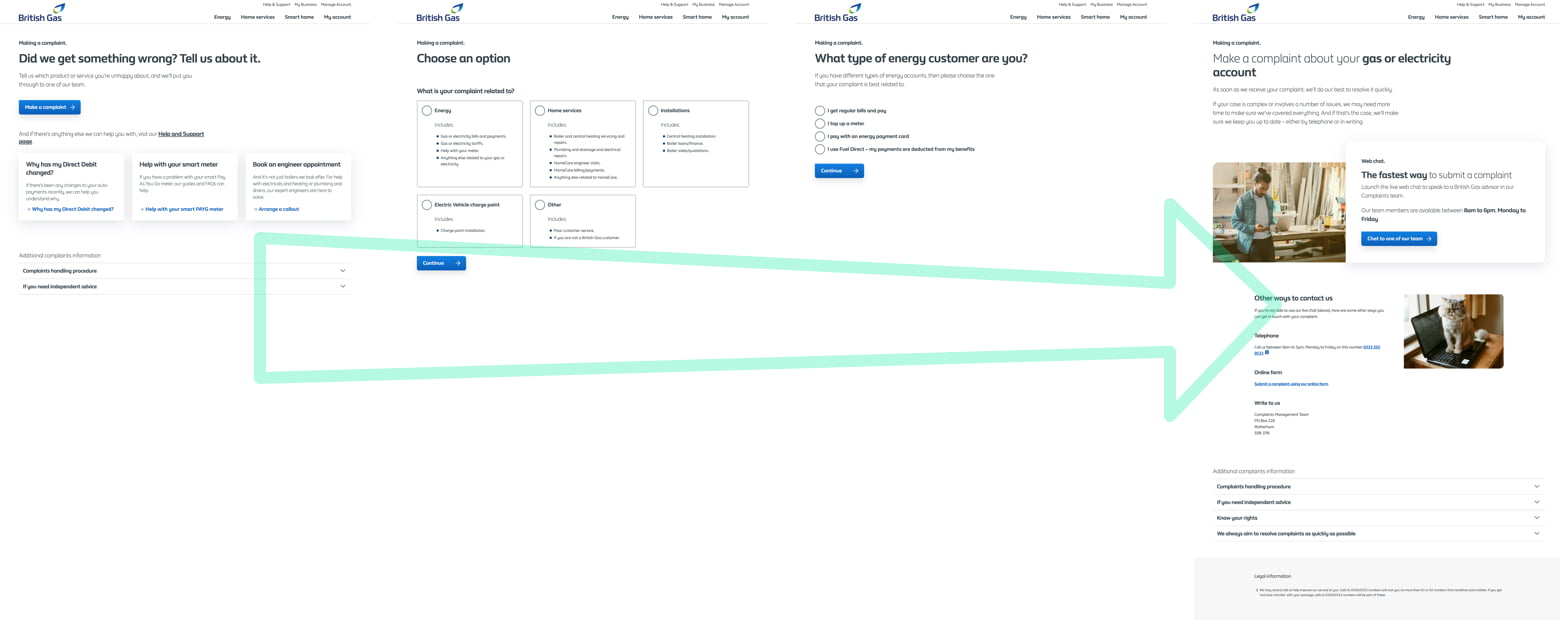 Help & Support My Business Manage Account
British Gas
Energy Home services Smart home My account
Making a complaint.
Did we get something wrong? Tell us about it.
Tell us which product or service you're unhappy about, and we'll put
you through to one of our team.
Make a complaint
And if there's anything else we can help you with, visit our Help and Support
page.
Why has my Direct Debit
changed?
If there's been any changes to your auto-
payments recently, we can help you
understand why.
Why has my Direct Debit changed?
Help with your smart meter
If you have a problem with your smart Pay
As You Go meter, our guides and FAQs can
help.
Help with your smart PAYG meter
Book an engineer appointment
And it's not just boilers we look after. For help
with electrics and heating or plumbing and
drains, our expert engineers are here to
solve.
Arrange a callout
Additional complaints information
Complaints handling procedure
If you need independent advice
Help & Support My Business Manage Account
British Gas
Energy Home services Smart home My account
Making a complaint.
Choose an option
What is your complaint related to?
Energy
Includes:
Gas or electricity bills and payments.
Gas or electricity tariffs.
Help with your meter.
Anything else related to your gas or
electricity.
Home services
Includes:
Boiler and central heating servicing and
repairs.
Plumbing and drainage and electrical
repairs.
HomeCare engineer visits.
HomeCare billing/payments.
Anything else related to HomeCare.
Installations
Includes:
Central heating installation.
Boiler loans/finance.
Boiler sales/quotations.
Electric Vehicle charge point
Includes:
Charge point installation.
Other
Includes:
Poor customer service.
If you are not a British Gas customer.
Continue
Help & Support My Business Manage Account
British Gas
Energy Home services Smart home My account
Making a complaint.
What type of energy customer are you?
If you have different types of energy accounts, then please choose the one
that your complaint is best related to.
I get regular bills and pay
I top up a meter
I pay with an energy payment card
I use Fuel Direct – my payments are deducted from my benefits
Continue
Help & Support My Business Manage Account
British Gas
Energy Home services Smart home My account
Making a complaint.
Make a complaint about your gas or electricity
account
As soon as we receive your complaint, we'll do our best to resolve it quickly.
If your case is complex or involves a number of issues, we may need more
time to make sure we've covered everything. And if that's the case, we'll make
sure we keep you up to date – either by telephone or in writing.
Web chat.
The fastest way to submit a complaint
Launch the live web chat to speak to a British Gas advisor in our
Complaints team.
Our team members are available between 8am to 6pm, Monday to
Friday.
Chat to one of our team
Other ways to contact us
If you're not able to use our live chat (above), here are some other ways you
can get in touch with your complaint.
Telephone
Call us between 9am to 5pm, Monday to Friday on this number
Online form
Submit a complaint using our online form.
Write to us
Complaints Management Team
PO Box 226
Rotherham
S98 1PB
Additional complaints information
Complaints handling procedure
If you need independent advice
Know your rights
We always aim to resolve complaints as quickly as possible
Legal information